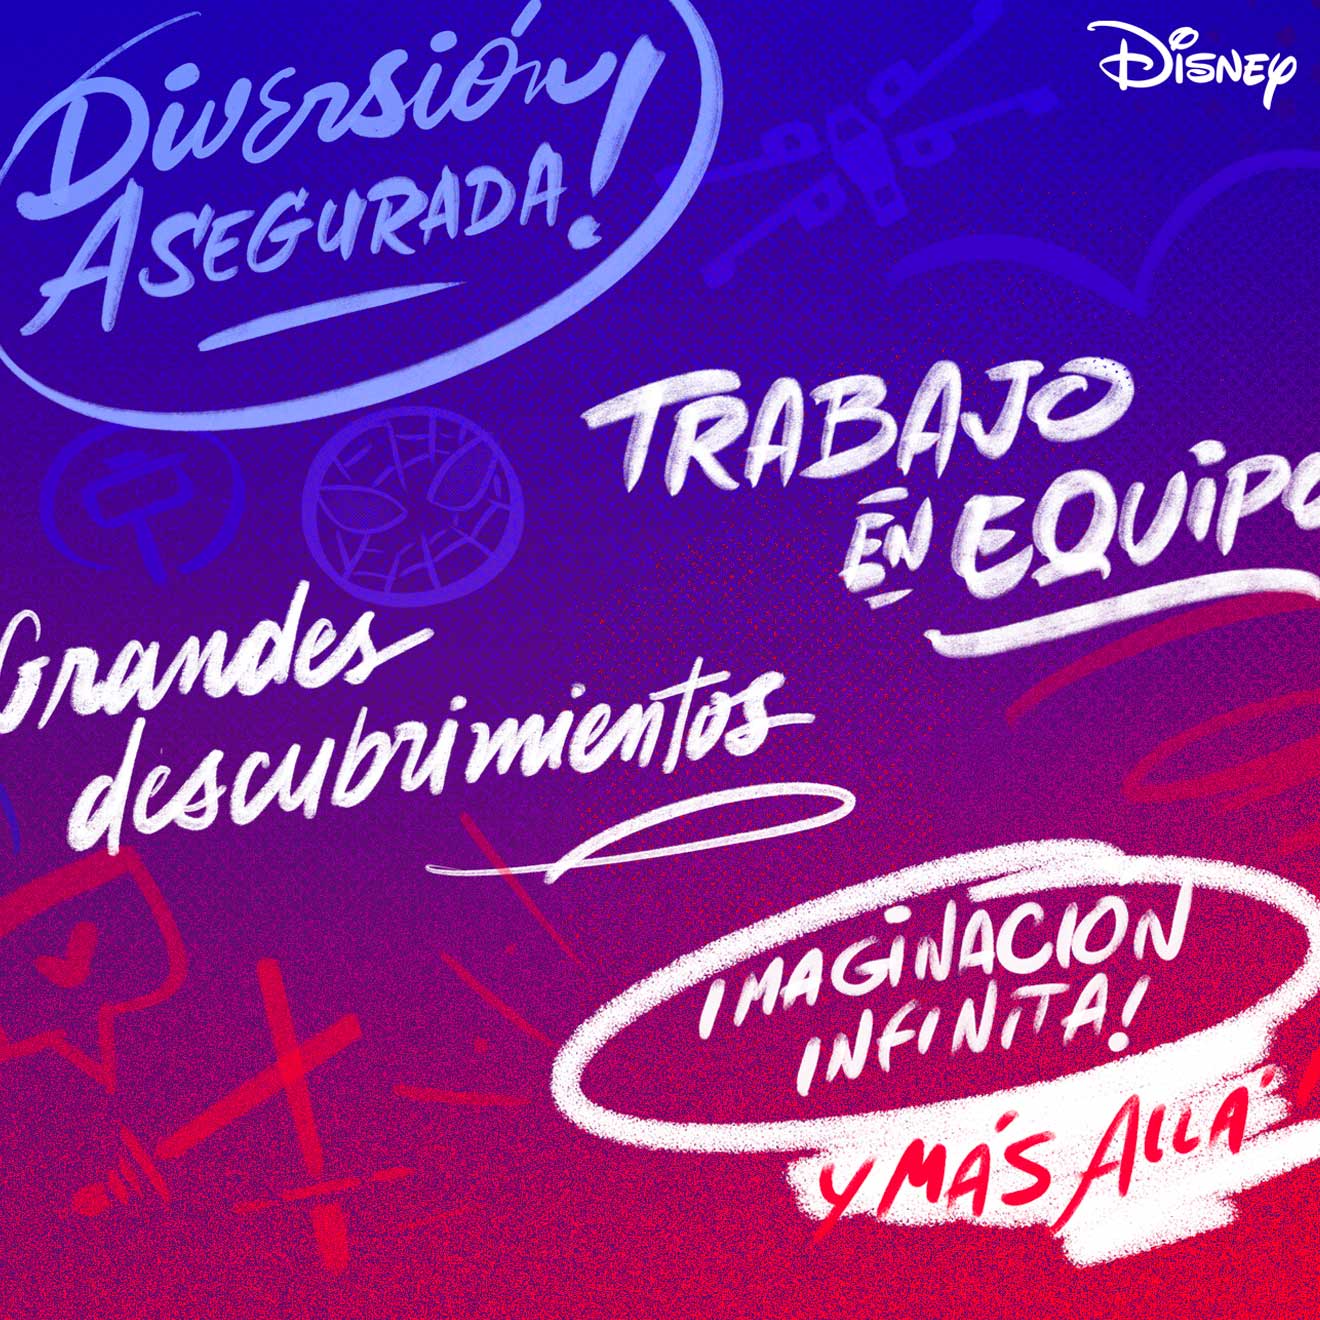 Diversión
Asegurada!
Disney
TRABAJO
EN EQUIPO
Grandes
descubrimientos
IMAGINACION
INFINITA!
Y MÁS ALLÁ